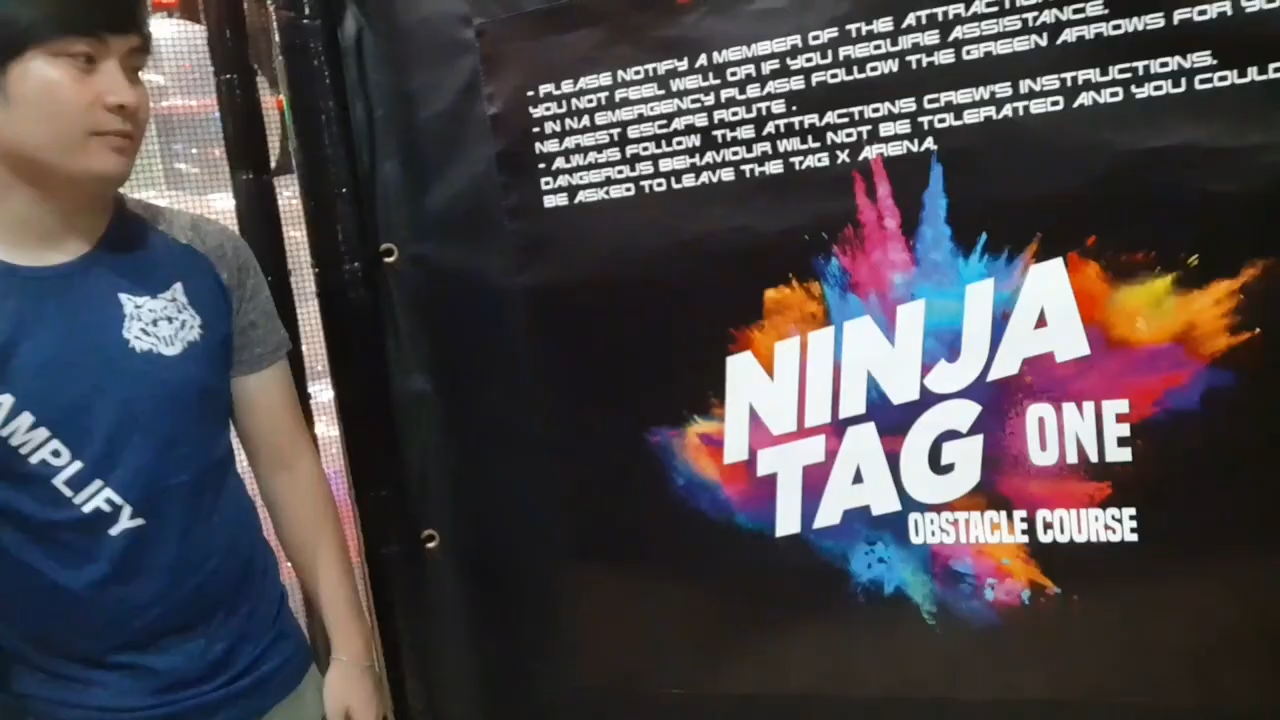 - PLEASE NOTIFY A MEMBER OF THE ATTRACTION
YOU NOT FEEL WELL OR IF YOU REQUIRE ASSISTANCE.
- IN NA EMERGENCY PLEASE FOLLOW THE GREEN ARROWS FOR YO
NEAREST ESCAPE ROUTE .
- ALWAYS FOLLOW THE ATTRACTIONS CREW'S INSTRUCTIONS.
DANGEROUS BEHAVIOUR WILL NOT BE TOLERATED AND YOU COULD
BE ASKED TO LEAVE THE TAG X ARENA.
NINJA
TAG ONE
OBSTACLE COURSE
AMPLIFY